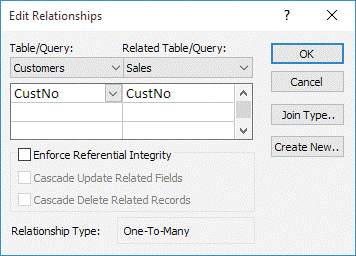 Edit Relationships ? ×
Table/Query: Related Table/Query: OK
Customers Sales
CustNo CustNo Cancel
Join Type..
Enforce Referential Integrity Create New..
Cascade Update Related Fields
Cascade Delete Related Records
Relationship Type: One-To-Many